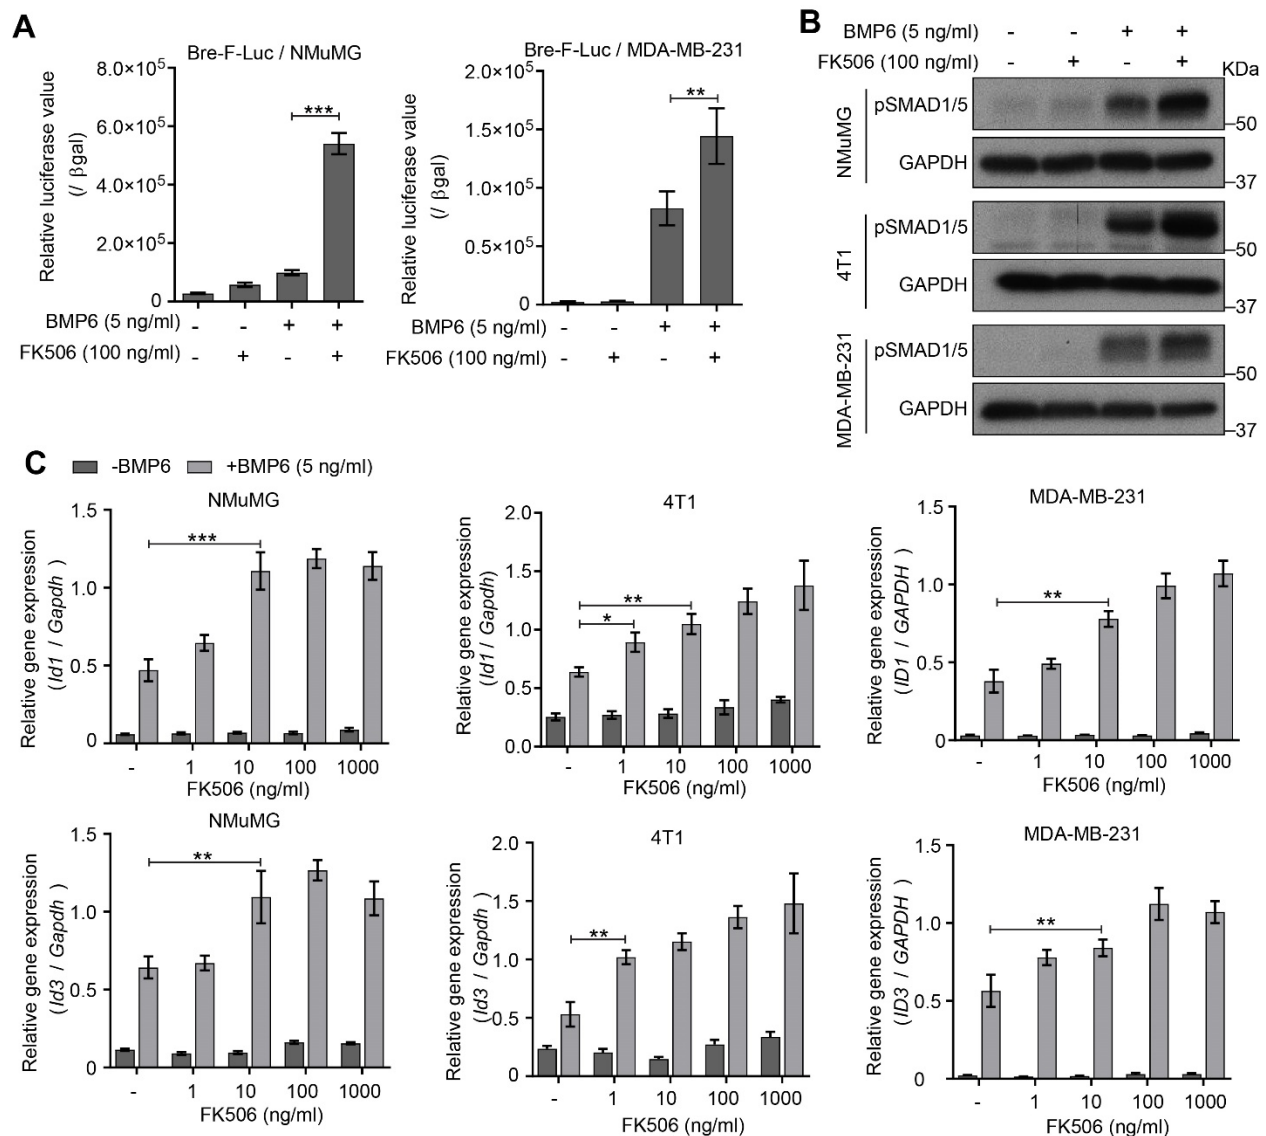 A
Bre-F-Luc / NMuMG
Relative luciferase value
(/ βgal)
8.0×10⁵
6.0×10⁵
4.0×10⁵
2.0×10⁵
0
***
BMP6 (5 ng/ml) - - + +
FK506 (100 ng/ml) - + - +
Bre-F-Luc / MDA-MB-231
Relative luciferase value
(/ βgal)
2.0×10⁵
1.5×10⁵
1.0×10⁵
0.5×10⁵
0
**
BMP6 (5 ng/ml) - - + +
FK506 (100 ng/ml) - + - +
B
BMP6 (5 ng/ml) - - + +
FK506 (100 ng/ml) - + - +
KDa
NMuMG
pSMAD1/5
50
GAPDH
37
4T1
pSMAD1/5
50
GAPDH
37
MDA-MB-231
pSMAD1/5
50
GAPDH
37
C
-BMP6 +BMP6 (5 ng/ml)
NMuMG
Relative gene expression
(Id1 / Gapdh )
1.5
1.0
0.5
0
***
- 1 10 100 1000
FK506 (ng/ml)
4T1
Relative gene expression
(Id1 / Gapdh)
2.0
1.5
1.0
0.5
0.0
**
*
- 1 10 100 1000
FK506 (ng/ml)
MDA-MB-231
Relative gene expression
(ID1 / GAPDH )
1.5
1.0
0.5
0
**
- 1 10 100 1000
FK506 (ng/ml)
NMuMG
Relative gene expression
(Id3 / Gapdh )
1.5
1.0
0.5
0
**
- 1 10 100 1000
FK506 (ng/ml)
4T1
Relative gene expression
(Id3 / Gapdh )
2.0
1.5
1.0
0.5
0
**
- 1 10 100 1000
FK506 (ng/ml)
MDA-MB-231
Relative gene expression
(ID3 / GAPDH )
1.5
1.0
0.5
0
**
- 1 10 100 1000
FK506 (ng/ml)